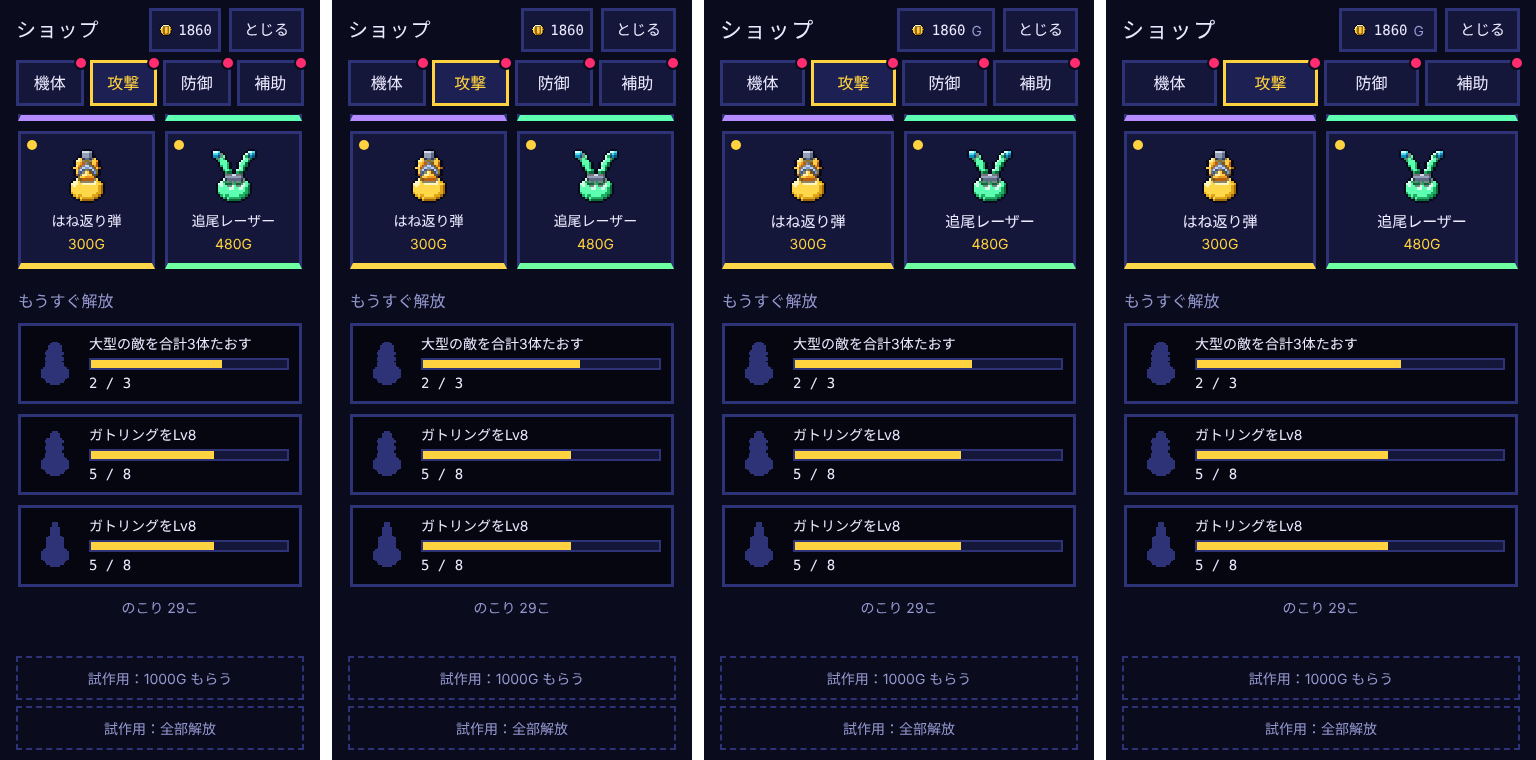 ショップ
1860
とじる
機体
攻撃
防御
補助
はね返り弾
300G
追尾レーザー
480G
もうすぐ解放
大型の敵を合計3体たおす
2 / 3
ガトリングをLv8
5 / 8
ガトリングをLv8
5 / 8
のこり 29こ
試作用：1000G もらう
試作用：全部解放
ショップ
1860
とじる
機体
攻撃
防御
補助
はね返り弾
300G
追尾レーザー
480G
もうすぐ解放
大型の敵を合計3体たおす
2 / 3
ガトリングをLv8
5 / 8
ガトリングをLv8
5 / 8
のこり 29こ
試作用：1000G もらう
試作用：全部解放
ショップ
1860 G
とじる
機体
攻撃
防御
補助
はね返り弾
300G
追尾レーザー
480G
もうすぐ解放
大型の敵を合計3体たおす
2 / 3
ガトリングをLv8
5 / 8
ガトリングをLv8
5 / 8
のこり 29こ
試作用：1000G もらう
試作用：全部解放
ショップ
1860 G
とじる
機体
攻撃
防御
補助
はね返り弾
300G
追尾レーザー
480G
もうすぐ解放
大型の敵を合計3体たおす
2 / 3
ガトリングをLv8
5 / 8
ガトリングをLv8
5 / 8
のこり 29こ
試作用：1000G もらう
試作用：全部解放